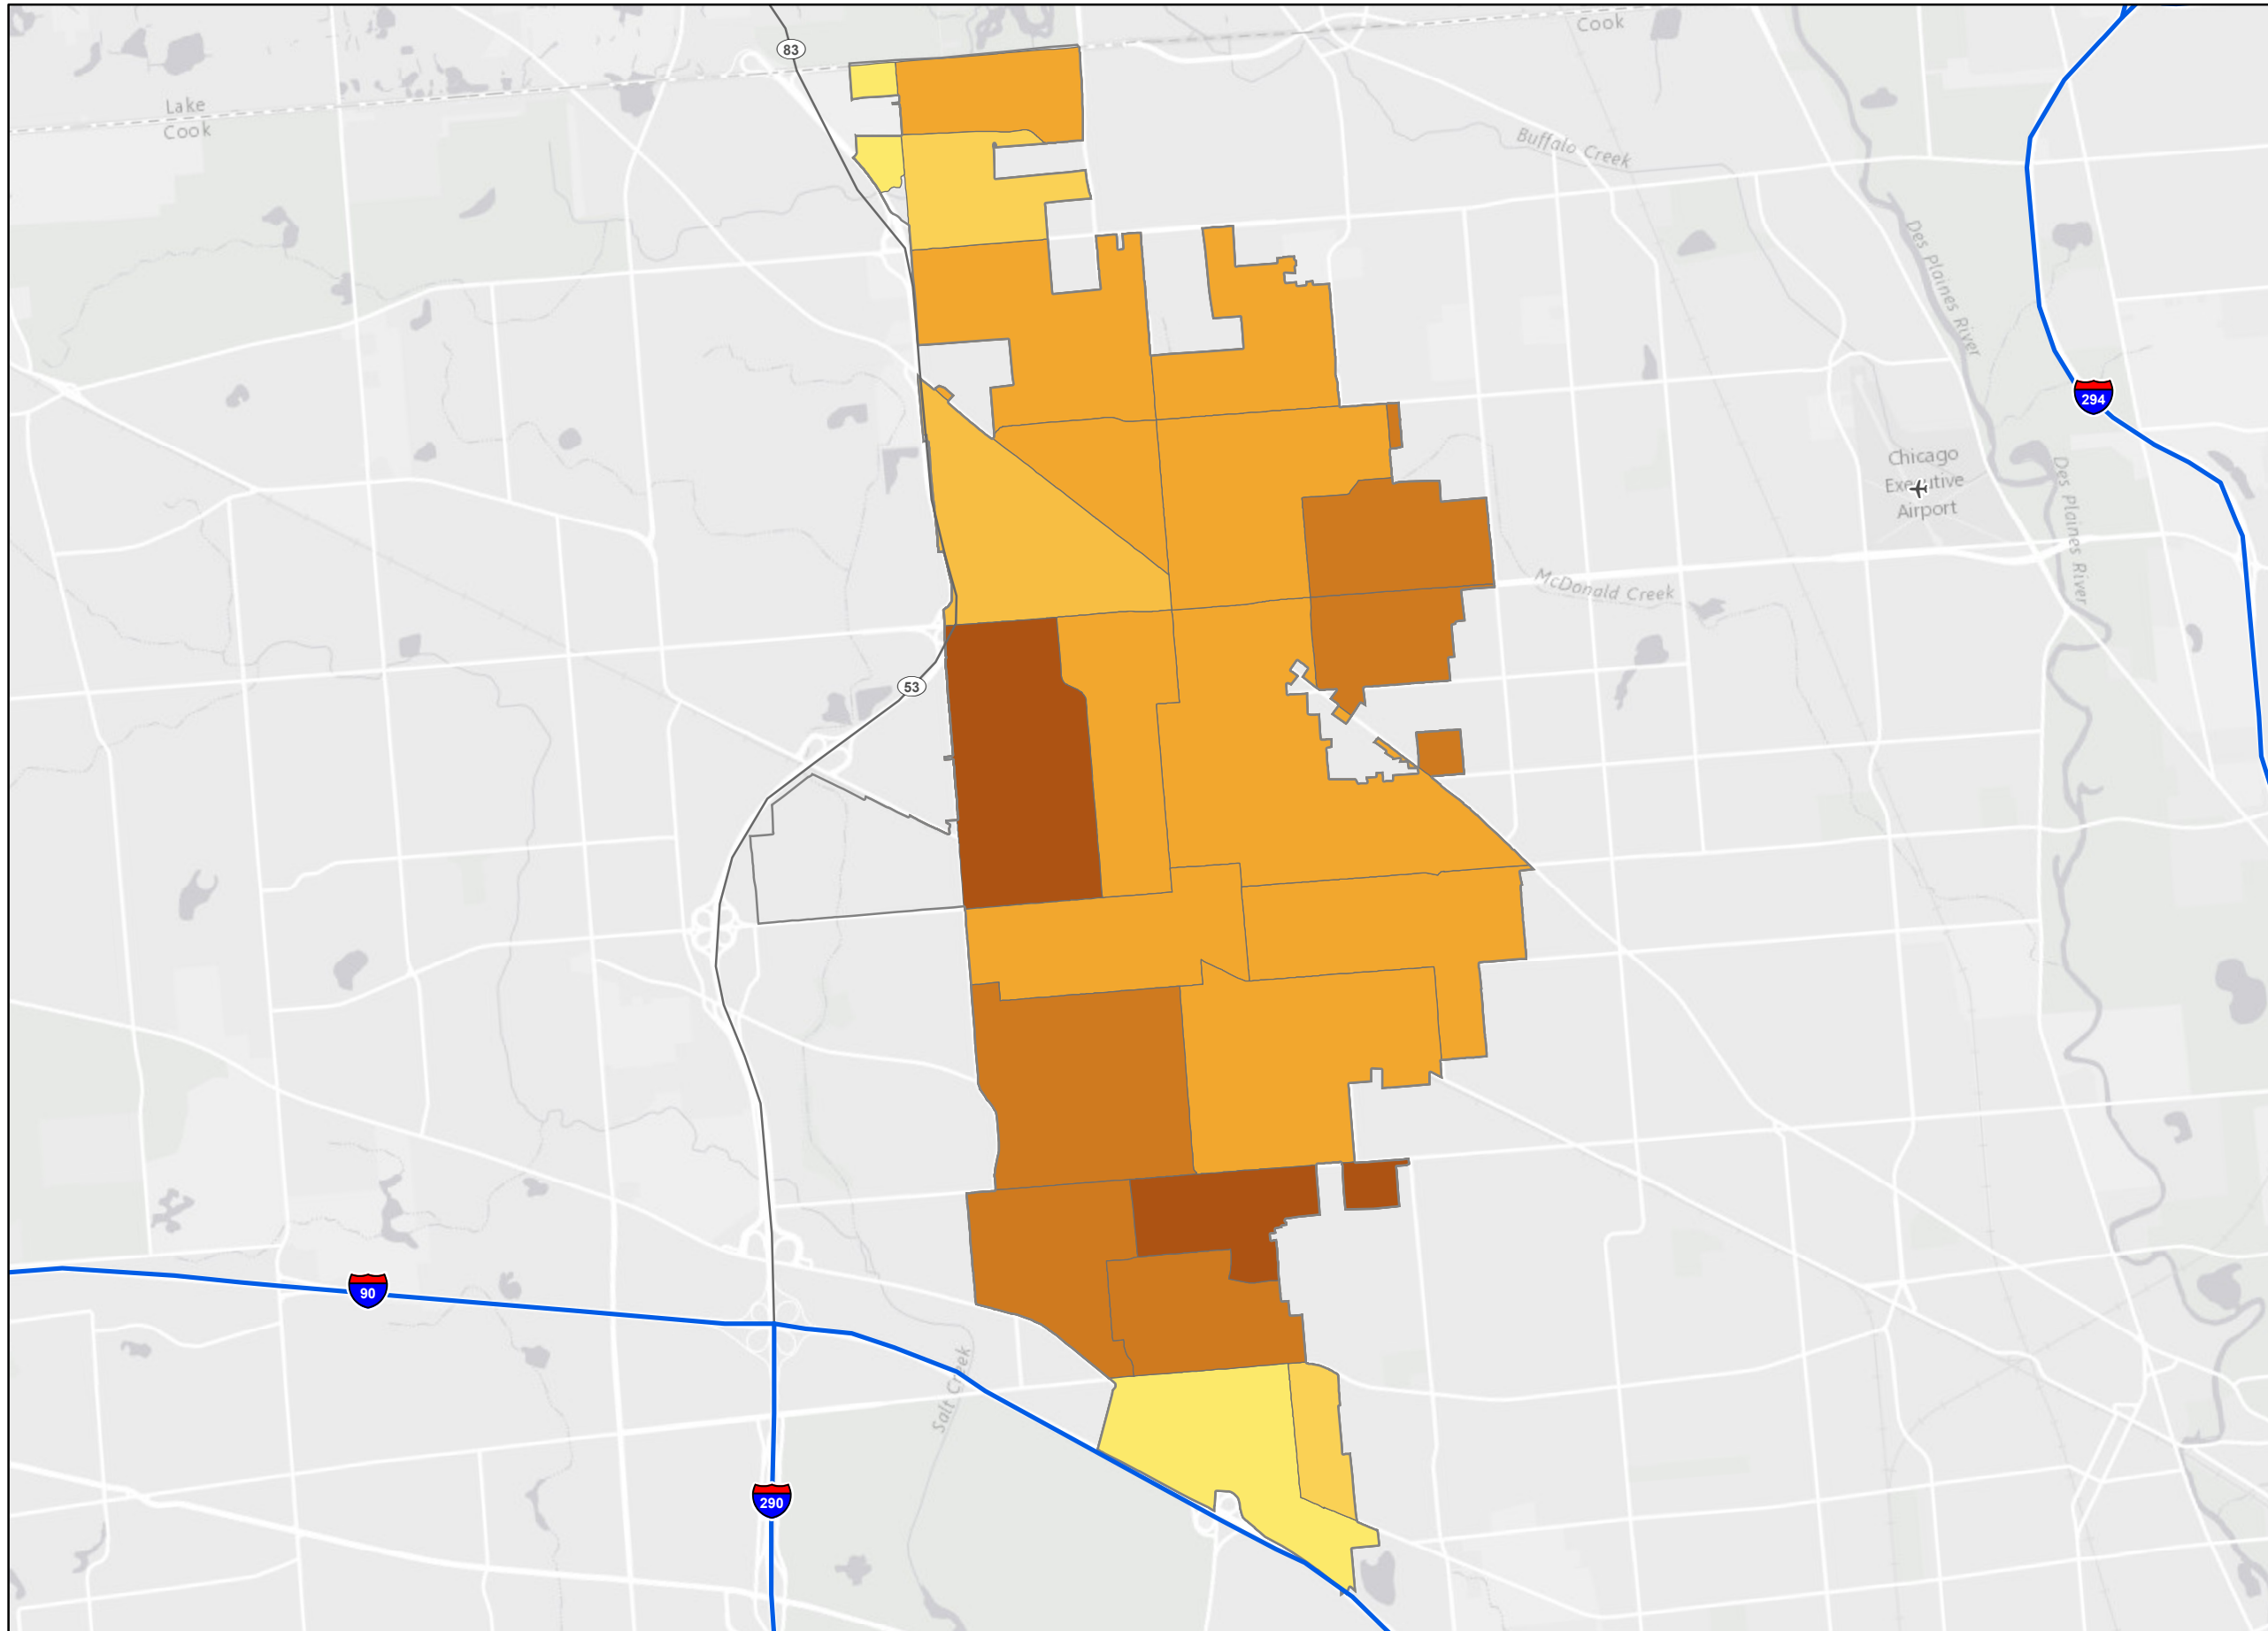 Cook
83
Lake
Cook
Buffalo Creek
Des Plaines River
294
Chicago
Executive
Airport
Des Plaines River
McDonald Creek
53
90
Salt Creek
290